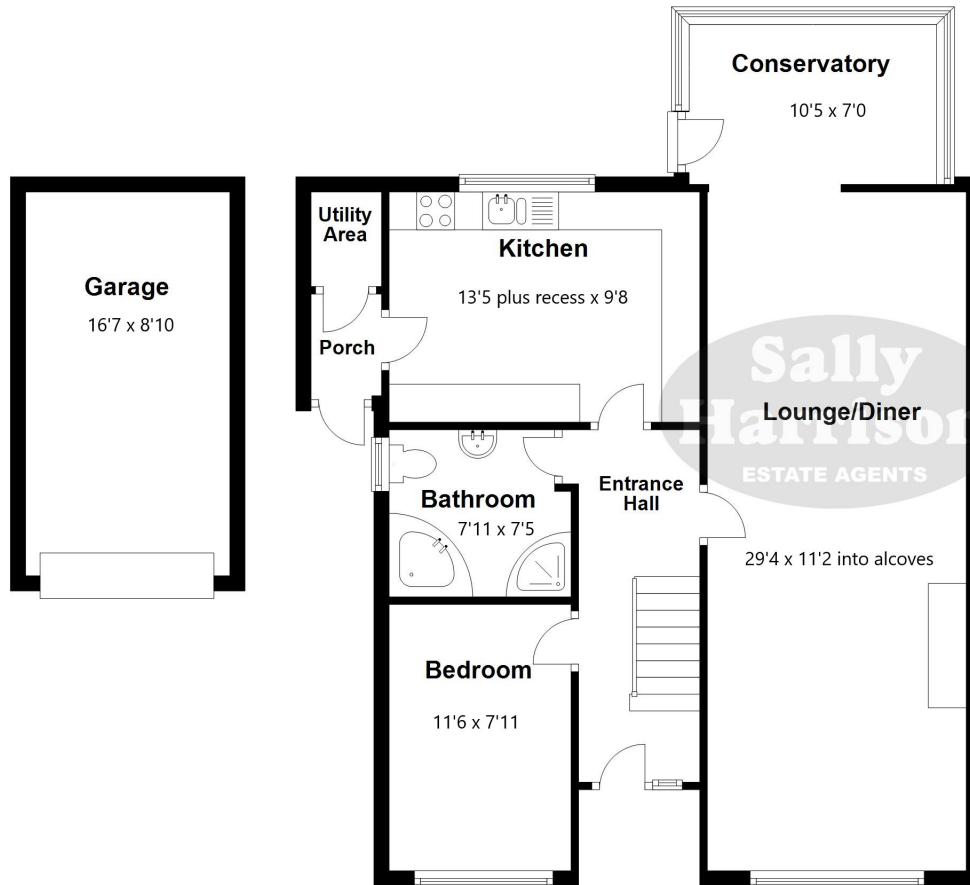 Conservatory
10'5 x 7'0
Utility
Area
Kitchen
13'5 plus recess x 9'8
Garage
16'7 x 8'10
Porch
Sally
Harrison
ESTATE AGENTS
Lounge/Diner
29'4 x 11'2 into alcoves
Entrance
Hall
Bathroom
7'11 x 7'5
Bedroom
11'6 x 7'11